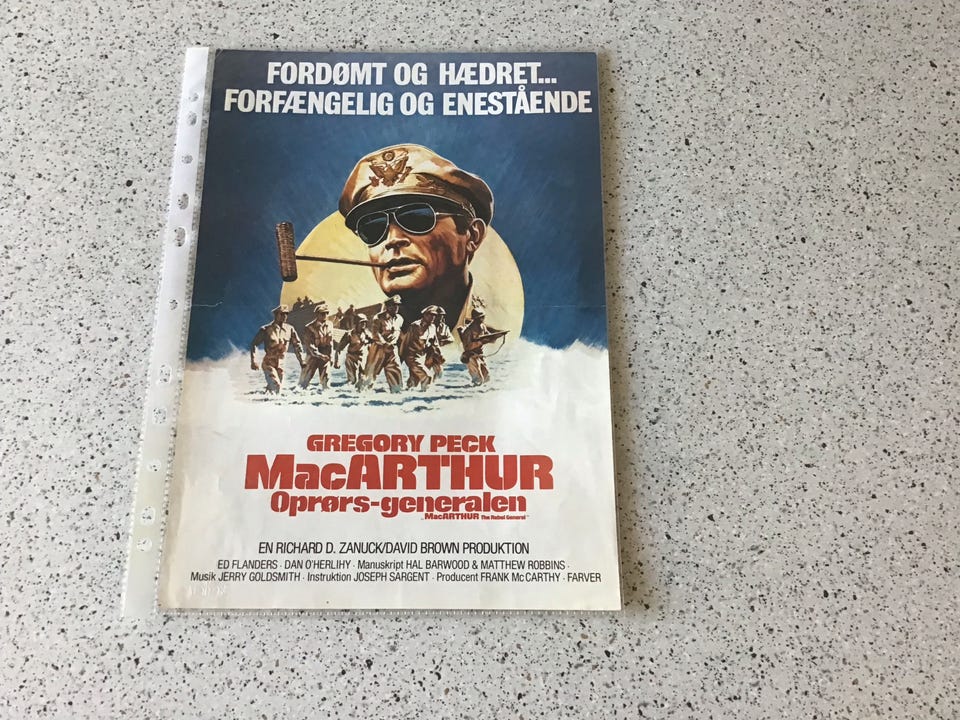 FORDØMT OG HÆDRET...
FORFÆNGELIG OG ENESTÅENDE
GREGORY PECK
MacARTHUR
Oprørs-generalen
„MacARTHUR The Rebel General"
EN RICHARD D. ZANUCK/DAVID BROWN PRODUKTION
ED FLANDERS · DAN O'HERLIHY · Manuskript HAL BARWOOD & MATTHEW ROBBINS ·
Musik JERRY GOLDSMITH · Instruktion JOSEPH SARGENT · Producent FRANK Mc CARTHY · FARVER